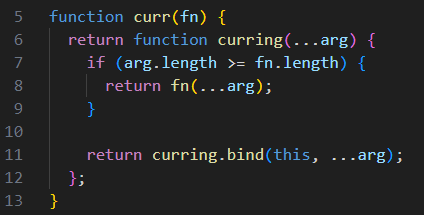 5 function curr(fn) {
6   return function curring(...arg) {
7     if (arg.length >= fn.length) {
8       return fn(...arg);
9     }
10
11     return curring.bind(this, ...arg);
12   };
13 }